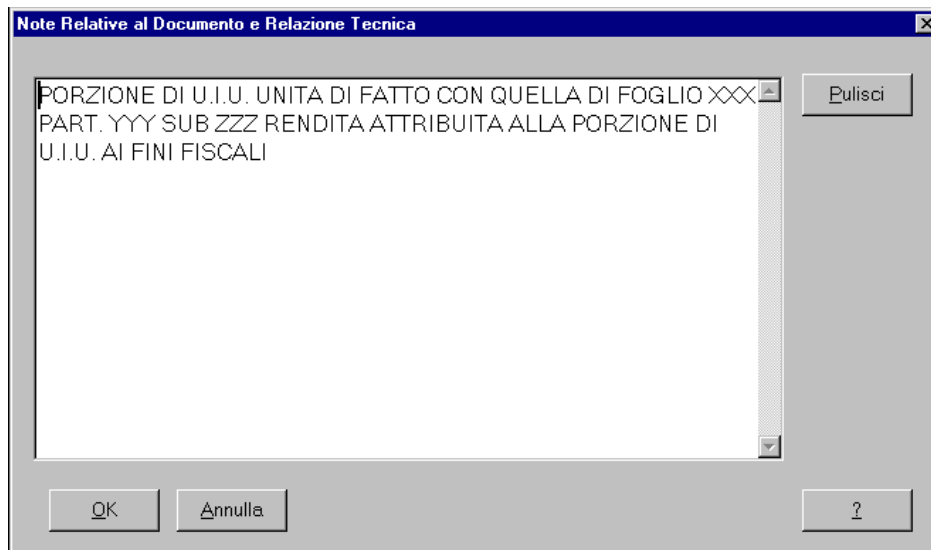 Note Relative al Documento e Relazione Tecnica
PORZIONE DI U.I.U. UNITA DI FATTO CON QUELLA DI FOGLIO XXX
PART. YYY SUB ZZZ RENDITA ATTRIBUITA ALLA PORZIONE DI
U.I.U. AI FINI FISCALI
Pulisci
OK
Annulla
?